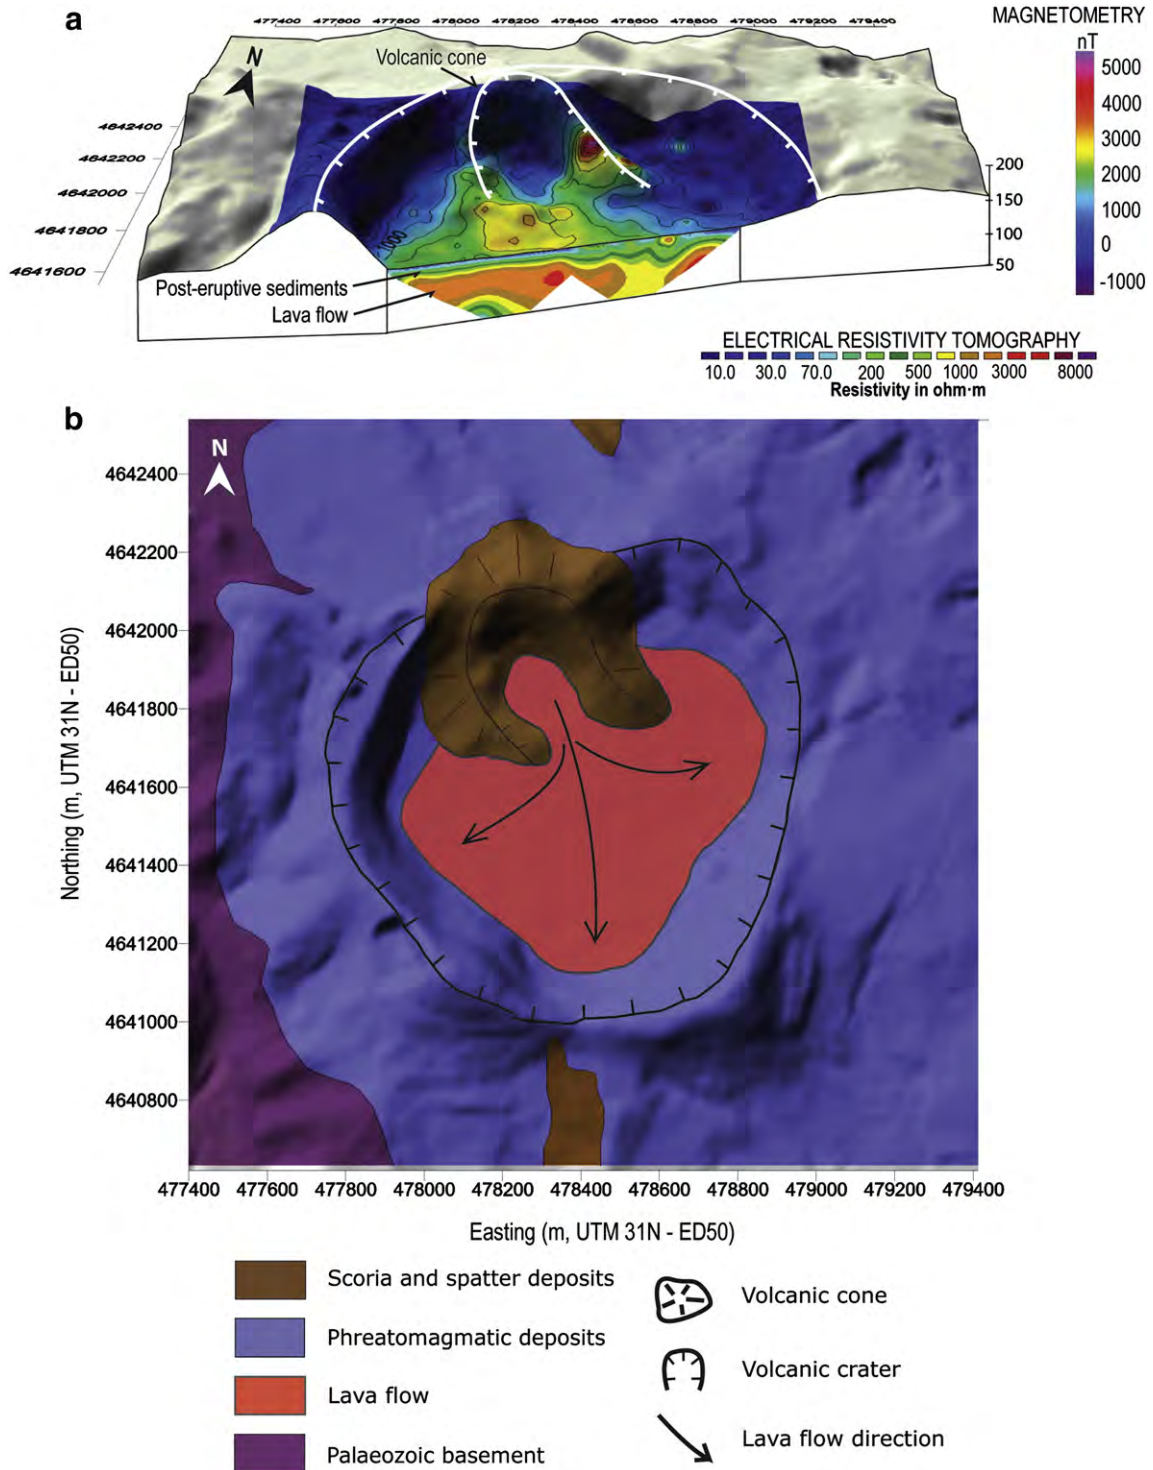 a
477400 477600 477800 478000 478200 478400 478600 478800 479000 479200 479400
MAGNETOMETRY
nT
5000
4000
3000
2000
1000
0
-1000
N
Volcanic cone
4642400
4642200
4642000
4641800
4641600
200
150
100
50
1000
Post-eruptive sediments
Lava flow
ELECTRICAL RESISTIVITY TOMOGRAPHY
10.0 30.0 70.0 200 500 1000 3000 8000
Resistivity in ohm·m
b
N
4642400
4642200
4642000
4641800
4641600
4641400
4641200
4641000
4640800
Northing (m, UTM 31N - ED50)
477400 477600 477800 478000 478200 478400 478600 478800 479000 479200 479400
Easting (m, UTM 31N - ED50)
Scoria and spatter deposits
Phreatomagmatic deposits
Lava flow
Palaeozoic basement
Volcanic cone
Volcanic crater
Lava flow direction